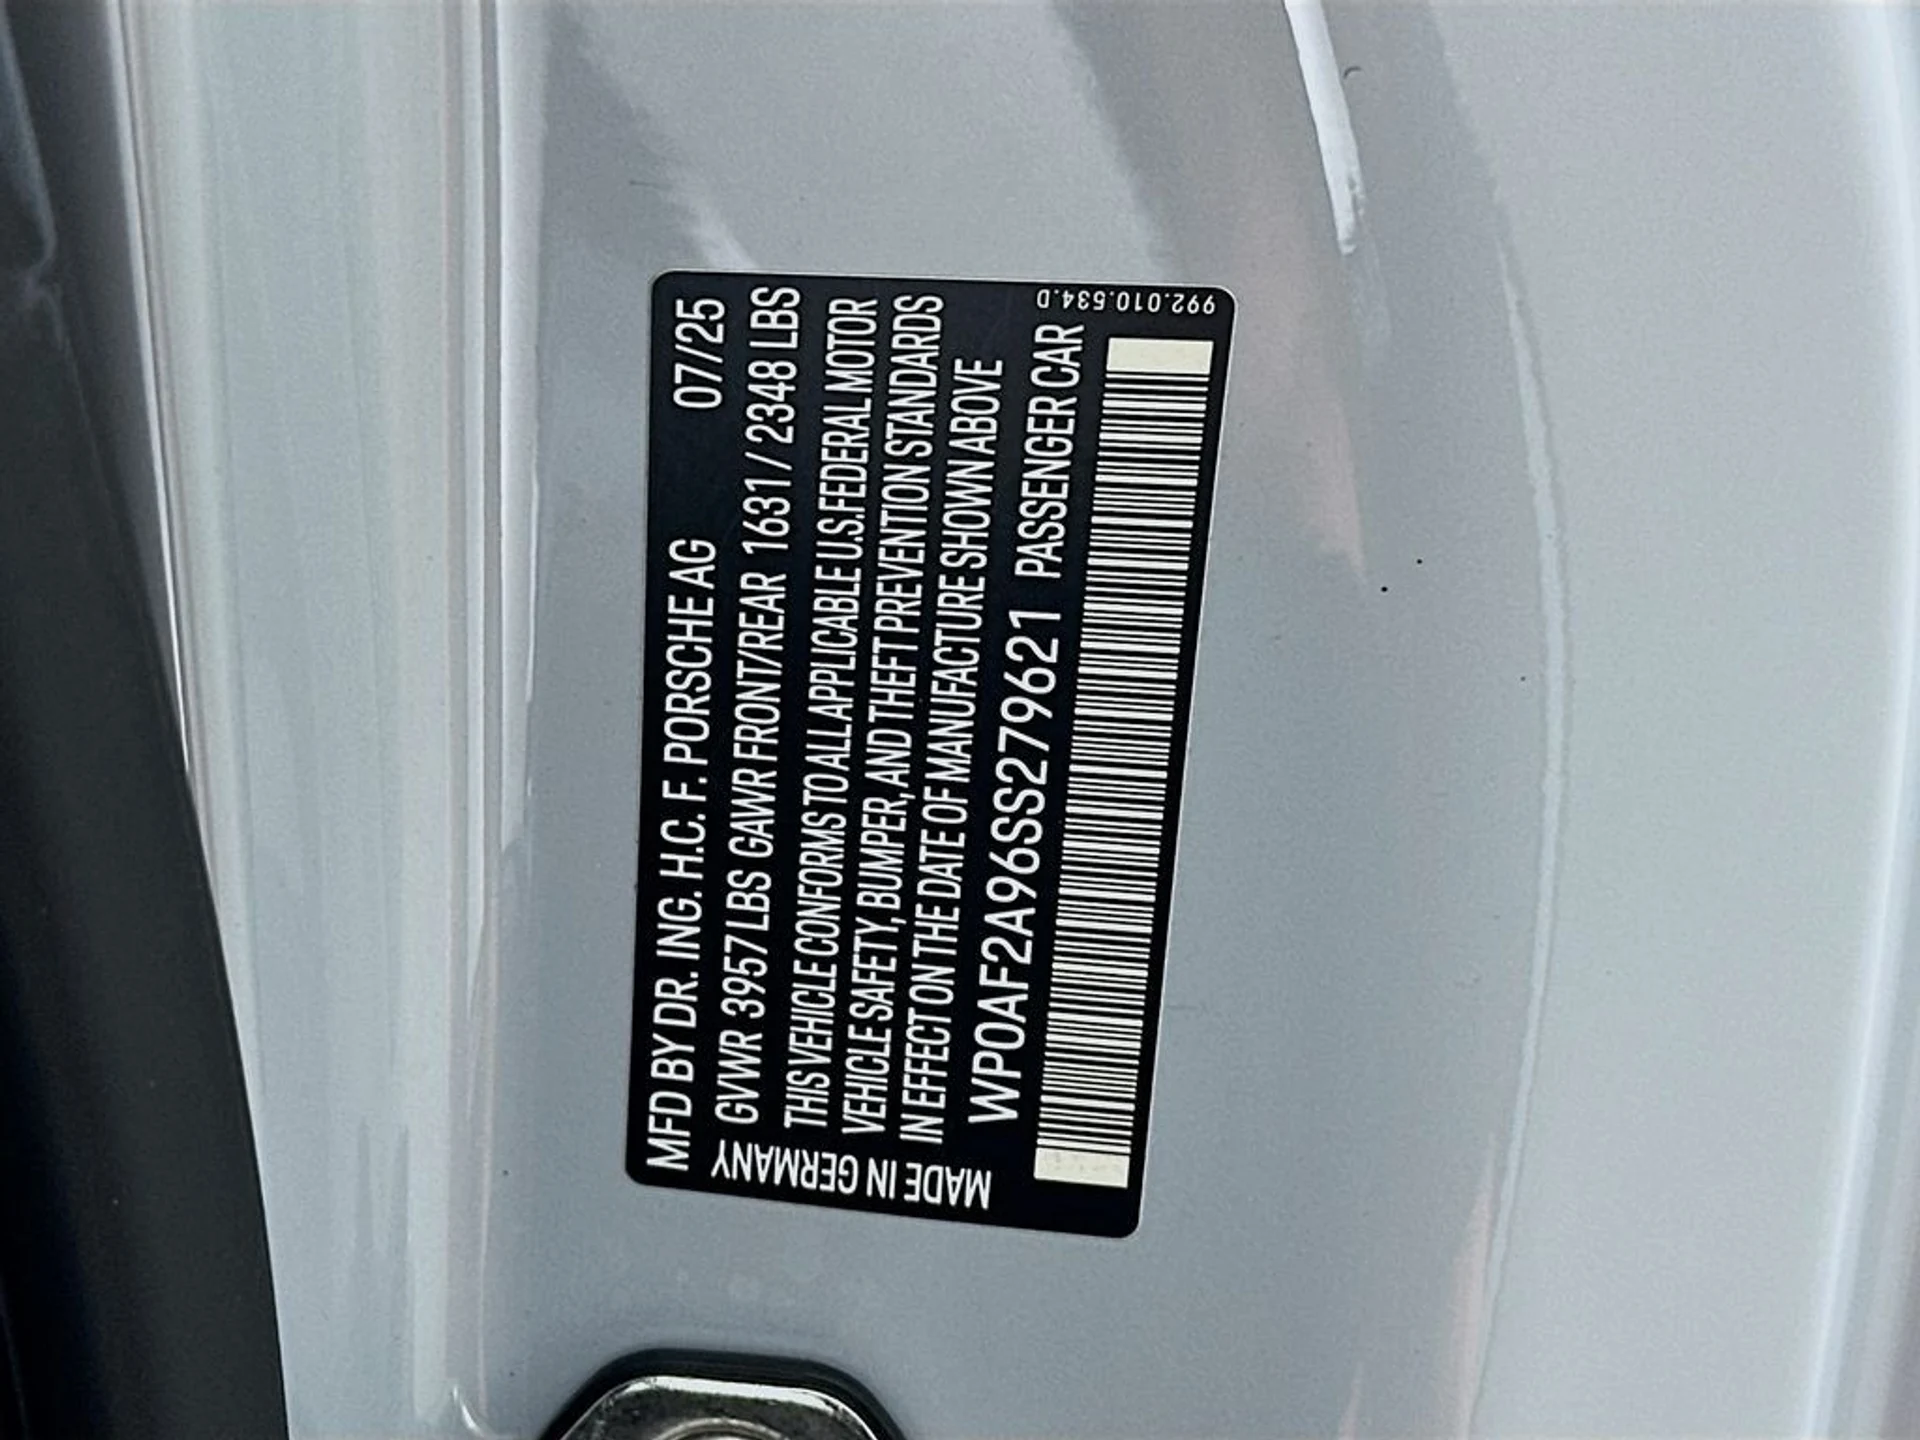 MFD BY DR. ING. H.C. F. PORSCHE AG 07/25
GVWR 3957 LBS GAWR FRONT/REAR 1631 / 2348 LBS
THIS VEHICLE CONFORMS TO ALL APPLICABLE U.S. FEDERAL MOTOR
VEHICLE SAFETY, BUMPER, AND THEFT PREVENTION STANDARDS
IN EFFECT ON THE DATE OF MANUFACTURE SHOWN ABOVE
WP0AF2A96SS279621 PASSENGER CAR
MADE IN GERMANY
992.010.534.D